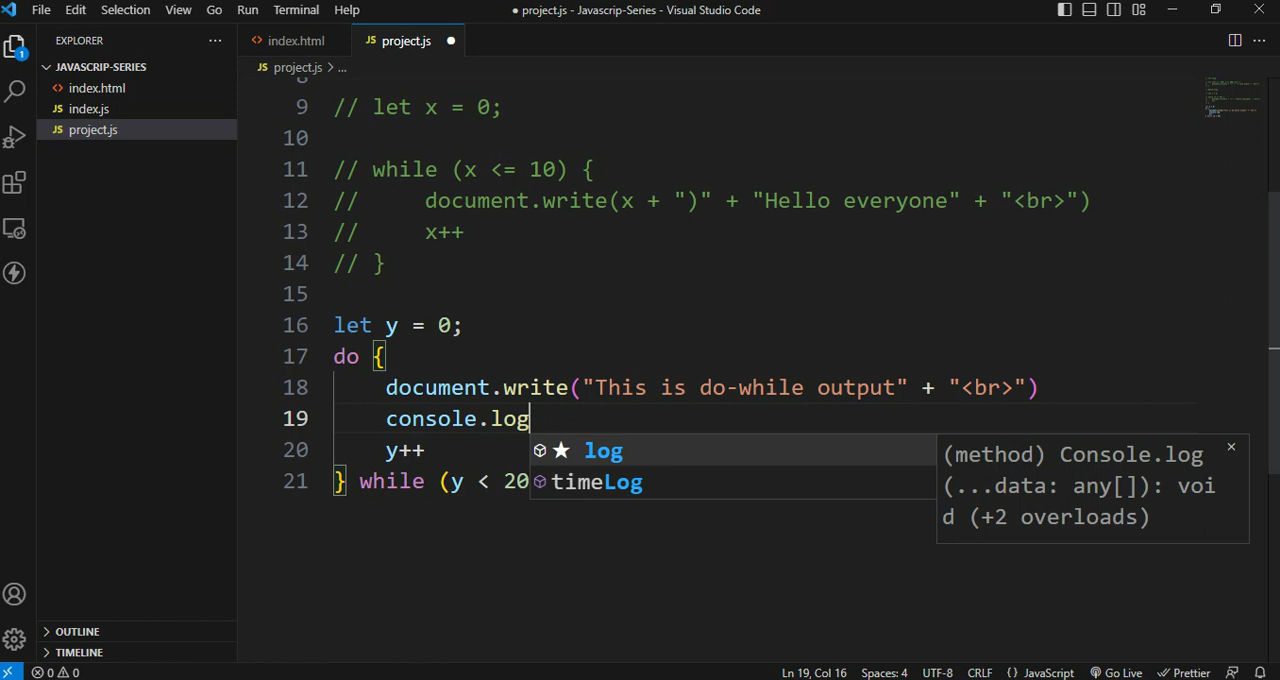 File Edit Selection View Go Run Terminal Help ● project.js - Javascrip-Series - Visual Studio Code
EXPLORER ...
JAVASCRIP-SERIES
<> index.html
JS index.js
JS project.js
1
<> index.html
JS project.js ●
JS project.js > ...
9 // let x = 0;
10
11 // while (x <= 10) {
12 //     document.write(x + ")" + "Hello everyone" + "<br>")
13 //     x++
14 // }
15
16 let y = 0;
17 do {
18     document.write("This is do-while output" + "<br>")
19     console.log
20     y++
21 } while (y < 20
★ log
timeLog
(method) Console.log
(...data: any[]): voi
d (+2 overloads)
OUTLINE
TIMELINE
0 0 Ln 19, Col 16 Spaces: 4 UTF-8 CRLF {} JavaScript Go Live Prettier